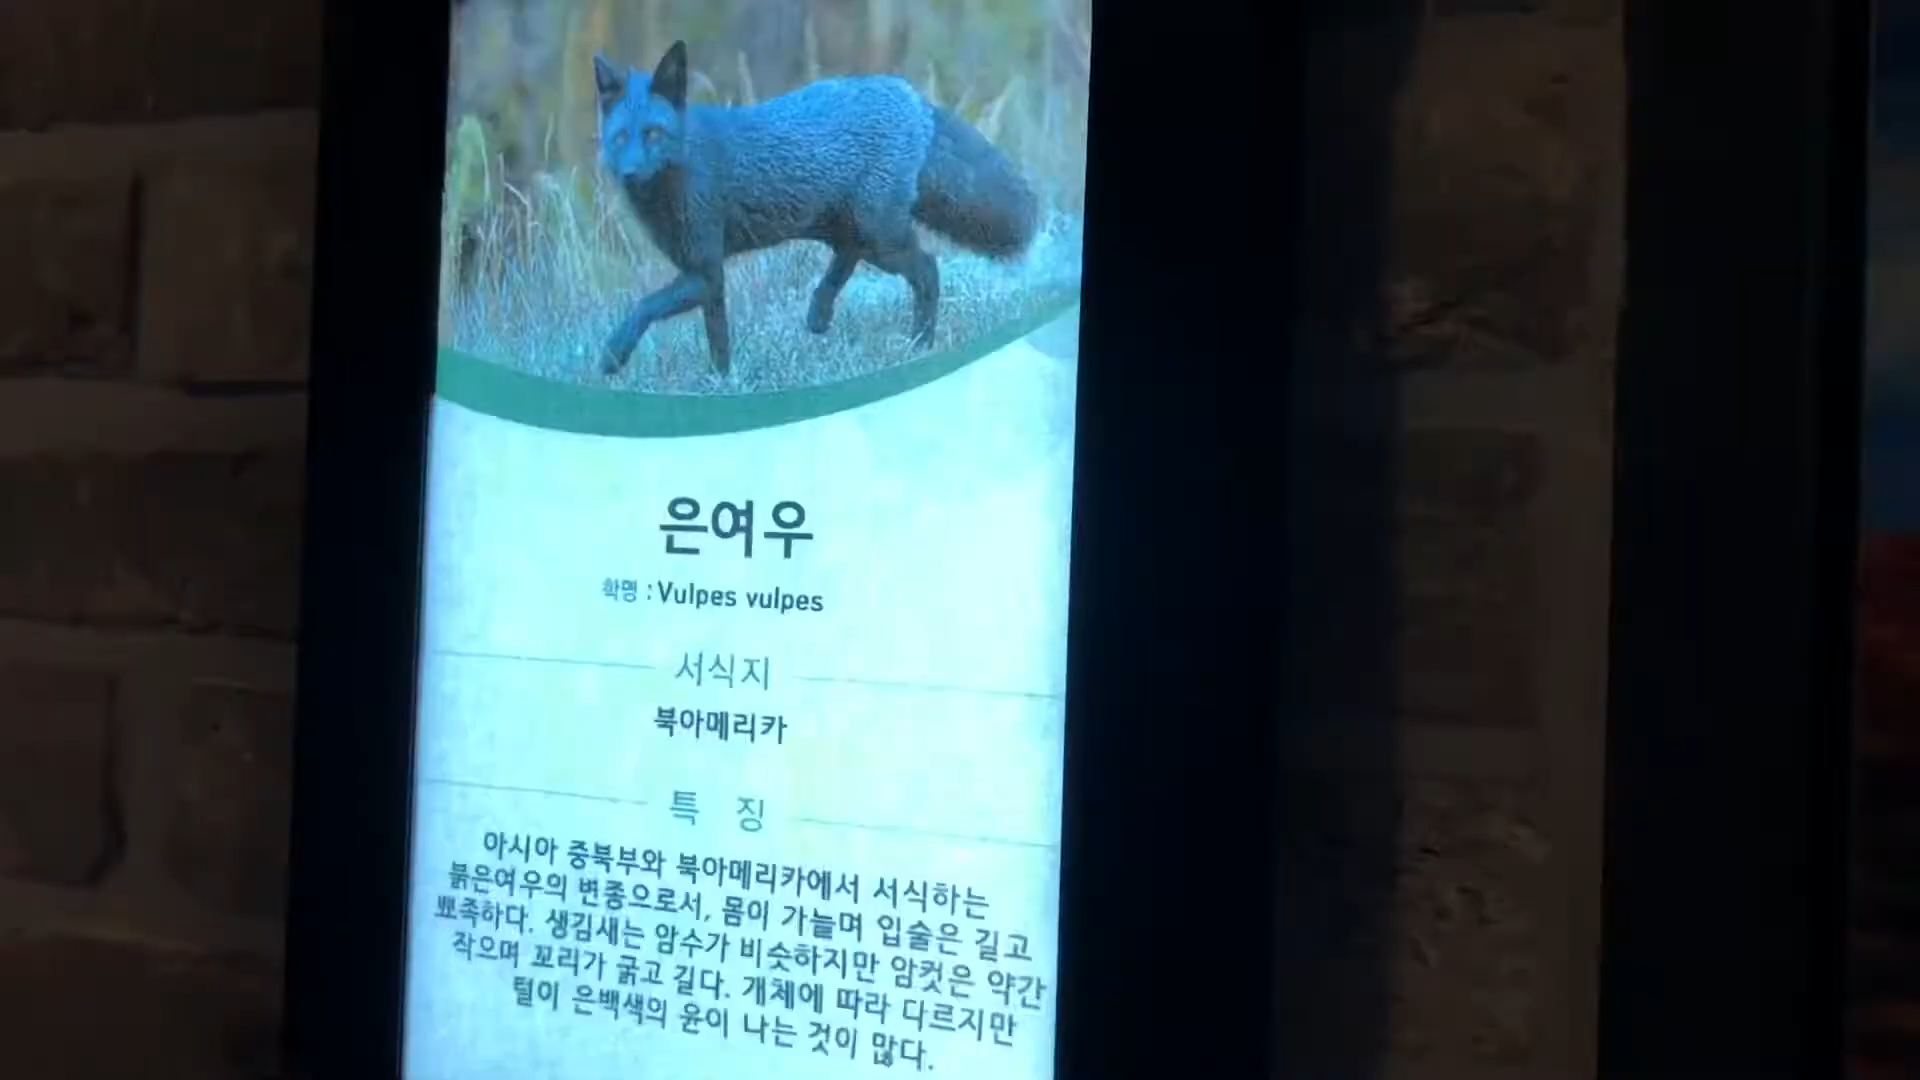 은여우
학명 : Vulpes vulpes
서식지
북아메리카
특 징
아시아 중북부와 북아메리카에서 서식하는
붉은여우의 변종으로서, 몸이 가늘며 입술은 길고
뾰족하다. 생김새는 암수가 비슷하지만 암컷은 약간
작으며 꼬리가 굵고 길다. 개체에 따라 다르지만
털이 은백색의 윤이 나는 것이 많다.